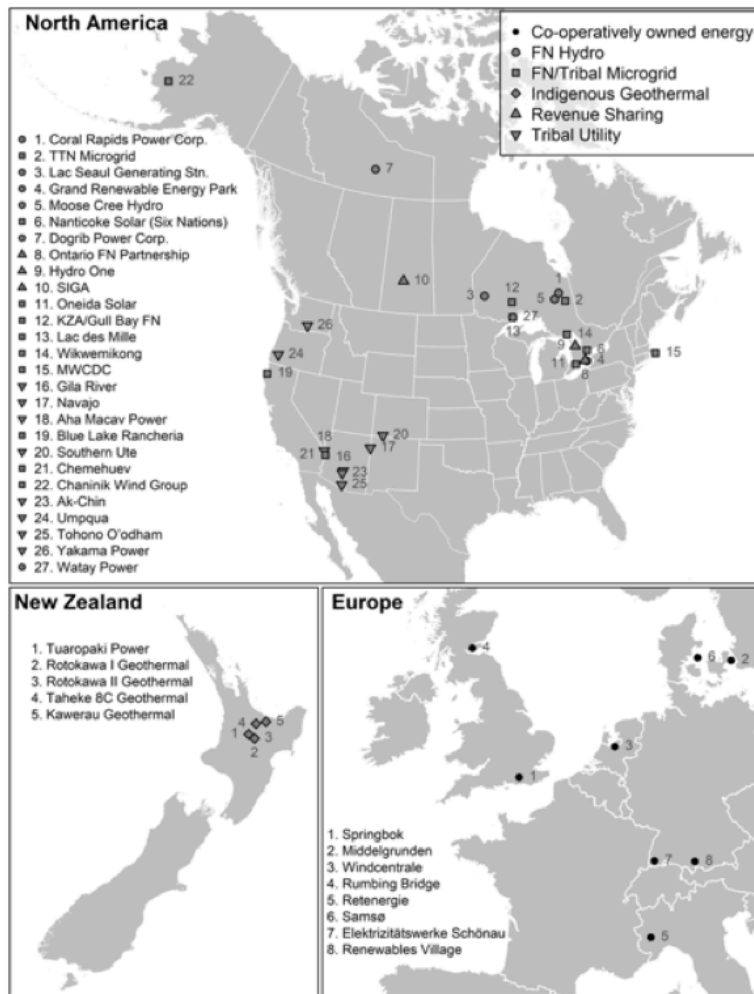 North America
Co-operatively owned energy
FN Hydro
FN/Tribal Microgrid
Indigenous Geothermal
Revenue Sharing
Tribal Utility
1. Coral Rapids Power Corp.
2. TTN Microgrid
3. Lac Seaul Generating Stn.
4. Grand Renewable Energy Park
5. Moose Cree Hydro
6. Nanticoke Solar (Six Nations)
7. Dogrib Power Corp.
8. Ontario FN Partnership
9. Hydro One
10. SIGA
11. Oneida Solar
12. KZA/Gull Bay FN
13. Lac des Mille
14. Wikwemikong
15. MWCDC
16. Gila River
17. Navajo
18. Aha Macav Power
19. Blue Lake Rancheria
20. Southern Ute
21. Chemehuev
22. Chaninik Wind Group
23. Ak-Chin
24. Umpqua
25. Tohono O'odham
26. Yakama Power
27. Watay Power
22
7
10
3
12
1
5
2
27
13
26
14
9
6
4
11
8
15
24
19
20
18
17
21
16
23
25
New Zealand
1. Tuaropaki Power
2. Rotokawa I Geothermal
3. Rotokawa II Geothermal
4. Taheke 8C Geothermal
5. Kawerau Geothermal
4
5
1
3
2
Europe
4
6
2
3
1
7
8
5
1. Springbok
2. Middelgrunden
3. Windcentrale
4. Rumbing Bridge
5. Retenergie
6. Samsø
7. Elektrizitätswerke Schönau
8. Renewables Village